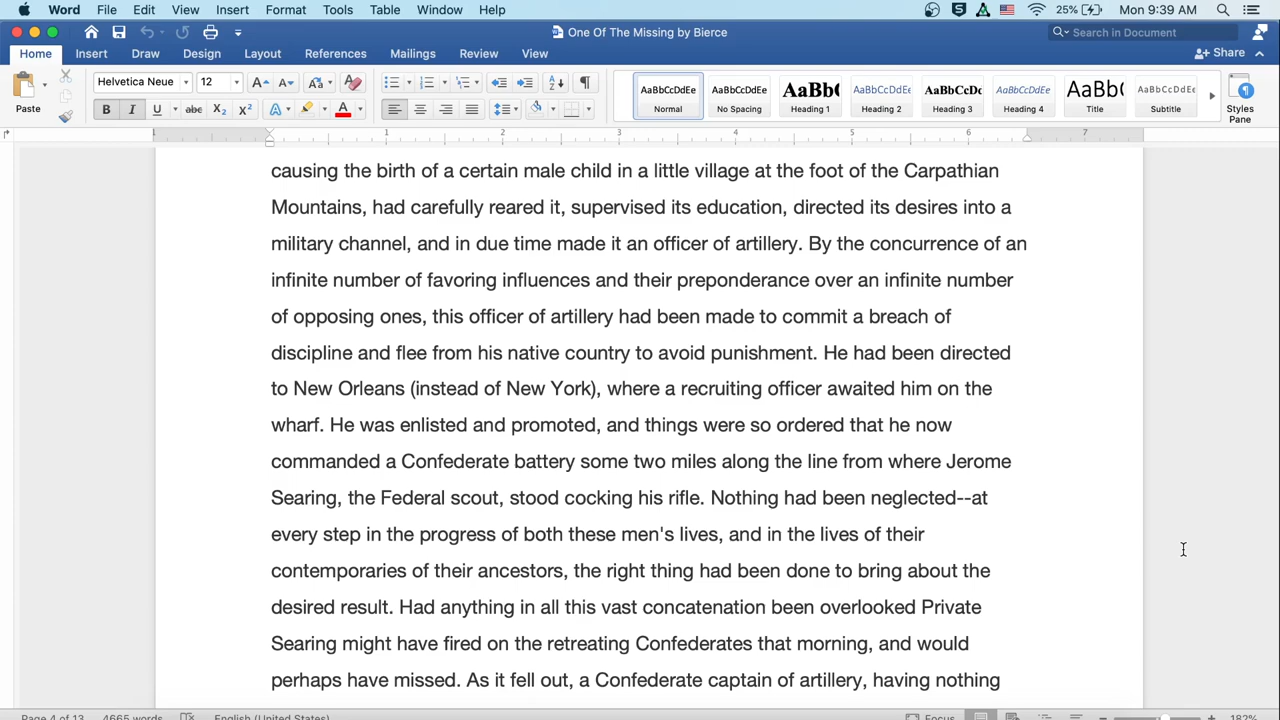 Word File Edit View Insert Format Tools Table Window Help 25% Mon 9:39 AM
One Of The Missing by Bierce Search in Document
Home Insert Draw Design Layout References Mailings Review View Share
Paste Helvetica Neue 12 AaBbCcDdEe AaBbCcDdEe AaBbC AaBbCcDdE AaBbCcD AaBbCcDdEe AaBb( AaBbCcDdEe
B I U abc X₂ X² A A Normal No Spacing Heading 1 Heading 2 Heading 3 Heading 4 Title Subtitle Styles Pane
1 1 2 3 4 5 6 7
causing the birth of a certain male child in a little village at the foot of the Carpathian
Mountains, had carefully reared it, supervised its education, directed its desires into a
military channel, and in due time made it an officer of artillery. By the concurrence of an
infinite number of favoring influences and their preponderance over an infinite number
of opposing ones, this officer of artillery had been made to commit a breach of
discipline and flee from his native country to avoid punishment. He had been directed
to New Orleans (instead of New York), where a recruiting officer awaited him on the
wharf. He was enlisted and promoted, and things were so ordered that he now
commanded a Confederate battery some two miles along the line from where Jerome
Searing, the Federal scout, stood cocking his rifle. Nothing had been neglected--at
every step in the progress of both these men's lives, and in the lives of their
contemporaries of their ancestors, the right thing had been done to bring about the
desired result. Had anything in all this vast concatenation been overlooked Private
Searing might have fired on the retreating Confederates that morning, and would
perhaps have missed. As it fell out, a Confederate captain of artillery, having nothing
Page 4 of 13 4665 words English (United States) Focus 182%